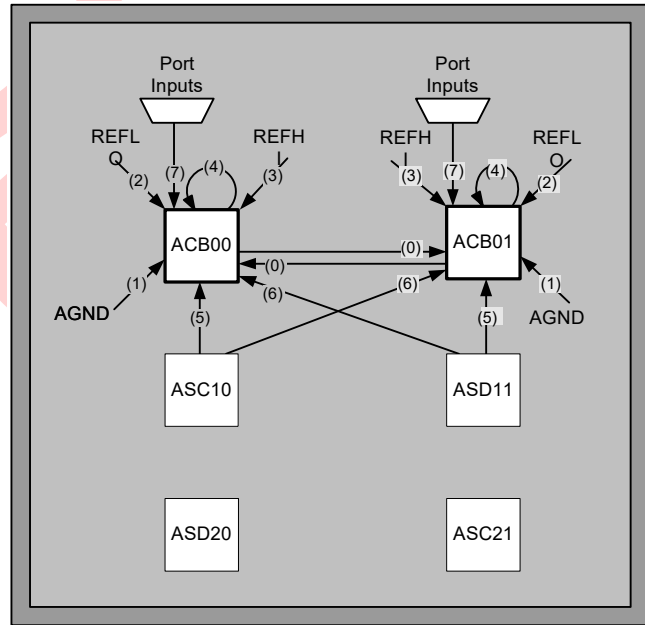 Port
Inputs
Port
Inputs
REFL
O
REFH
I
REFH
I
REFL
O
(2)
(7)
(4)
(3)
(3)
(7)
(4)
(2)
ACB00
ACB01
(0)
(0)
(1)
(5)
(6)
(6)
(5)
(1)
AGND
AGND
ASC10
ASD11
ASD20
ASC21